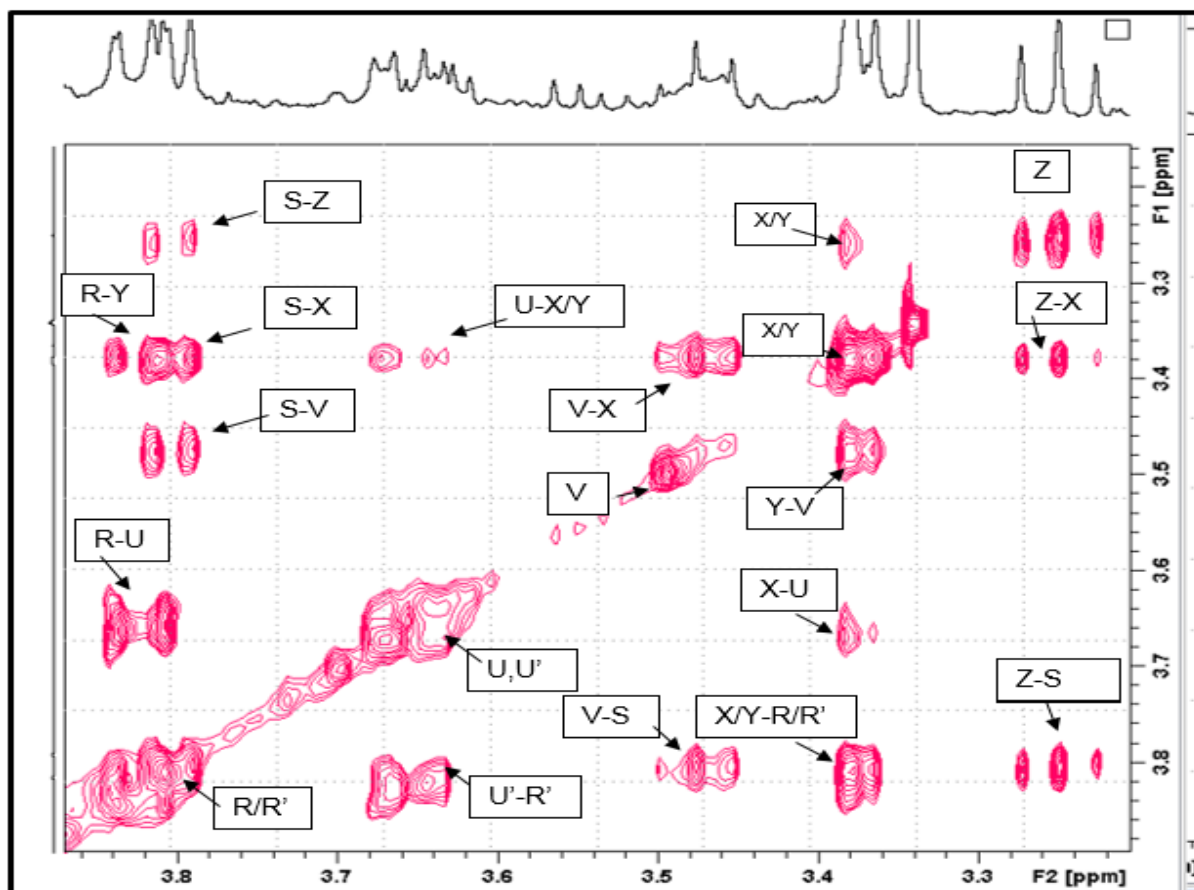 Z
S-Z
X/Y
R-Y
S-X
U-X/Y
X/Y
Z-X
3.3
S-V
V-X
3.4
V
Y-V
3.5
R-U
X-U
3.6
U,U’
Z-S
3.7
V-S
X/Y-R/R’
R/R’
U’-R’
3.8
F1 [ppm]
3.8
3.7
3.6
3.5
3.4
3.3
F2 [ppm]